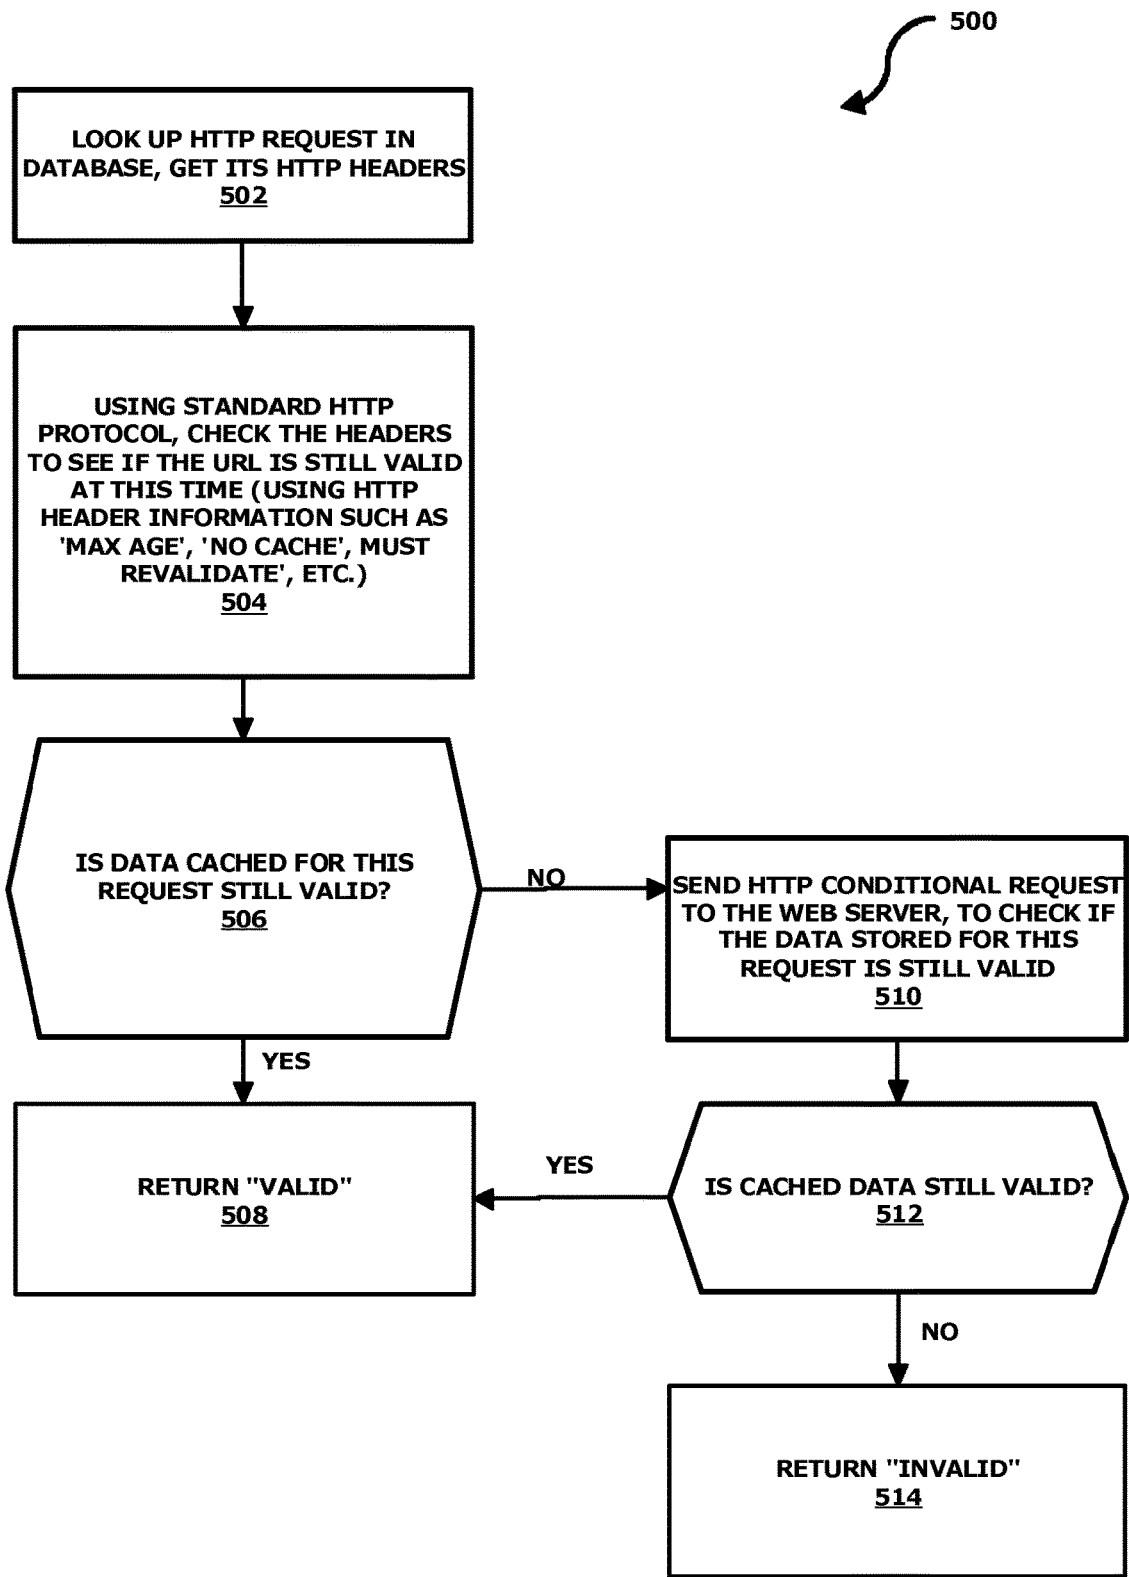 500
LOOK UP HTTP REQUEST IN
DATABASE, GET ITS HTTP HEADERS
502
USING STANDARD HTTP
PROTOCOL, CHECK THE HEADERS
TO SEE IF THE URL IS STILL VALID
AT THIS TIME (USING HTTP
HEADER INFORMATION SUCH AS
'MAX AGE', 'NO CACHE', MUST
REVALIDATE', ETC.)
504
IS DATA CACHED FOR THIS
REQUEST STILL VALID?
506
NO
SEND HTTP CONDITIONAL REQUEST
TO THE WEB SERVER, TO CHECK IF
THE DATA STORED FOR THIS
REQUEST IS STILL VALID
510
YES
RETURN "VALID"
508
YES
IS CACHED DATA STILL VALID?
512
NO
RETURN "INVALID"
514